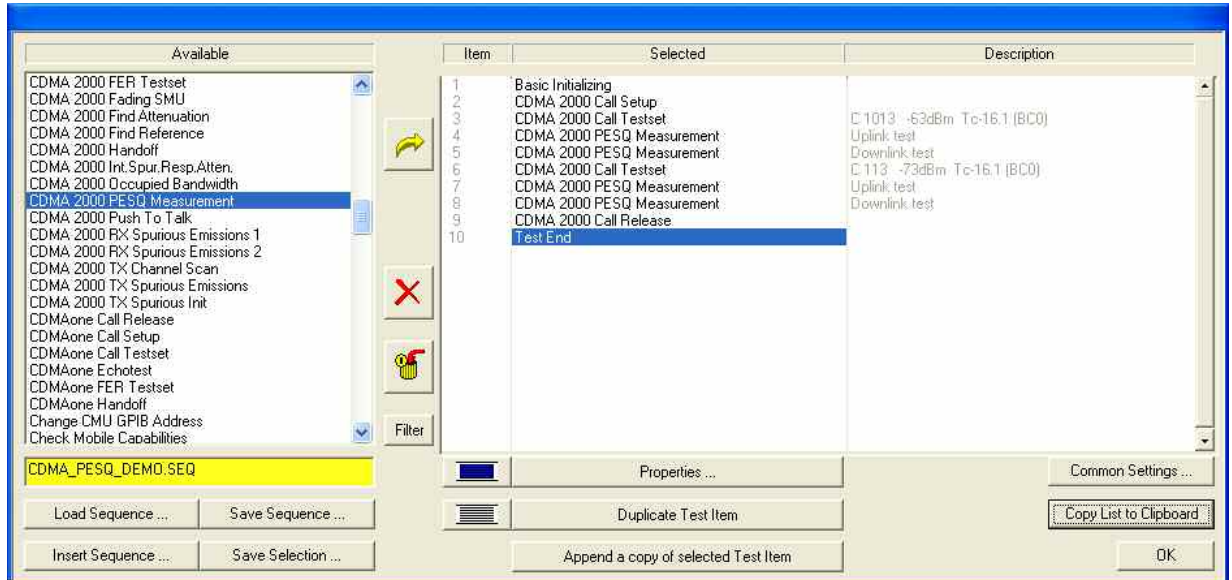 Available
CDMA 2000 FER Testset
CDMA 2000 Fading SMU
CDMA 2000 Find Attenuation
CDMA 2000 Find Reference
CDMA 2000 Handoff
CDMA 2000 Int.Spur.Resp.Atten.
CDMA 2000 Occupied Bandwidth
CDMA 2000 PESQ Measurement
CDMA 2000 Push To Talk
CDMA 2000 RX Spurious Emissions 1
CDMA 2000 RX Spurious Emissions 2
CDMA 2000 TX Channel Scan
CDMA 2000 TX Spurious Emissions
CDMA 2000 TX Spurious Init
CDMAone Call Release
CDMAone Call Setup
CDMAone Call Testset
CDMAone Echotest
CDMAone FER Testset
CDMAone Handoff
Change CMU GPIB Address
Check Mobile Capabilities
CDMA_PESQ_DEMO.SEQ
Load Sequence ... Save Sequence ...
Insert Sequence ... Save Selection ...
Filter
Item Selected Description
1 Basic Initializing
2 CDMA 2000 Call Setup
3 CDMA 2000 Call Testset C 1013 -63dBm Tc-16.1 (BC0)
4 CDMA 2000 PESQ Measurement Uplink test
5 CDMA 2000 PESQ Measurement Downlink test
6 CDMA 2000 Call Testset C 113 -73dBm Tc-16.1 (BC0)
7 CDMA 2000 PESQ Measurement Uplink test
8 CDMA 2000 PESQ Measurement Downlink test
9 CDMA 2000 Call Release
10 Test End
Properties ... Common Settings ...
Duplicate Test Item Copy List to Clipboard
Append a copy of selected Test Item OK